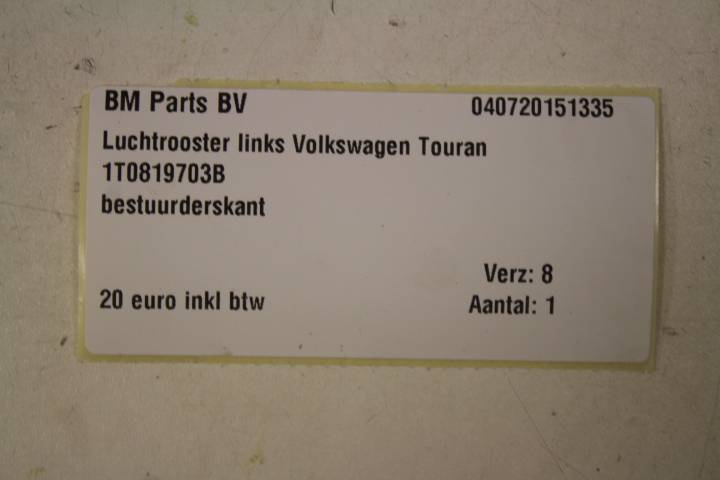 BM Parts BV 040720151335
Luchtrooster links Volkswagen Touran
1T0819703B
bestuurderskant
Verz: 8
20 euro inkl btw Aantal: 1